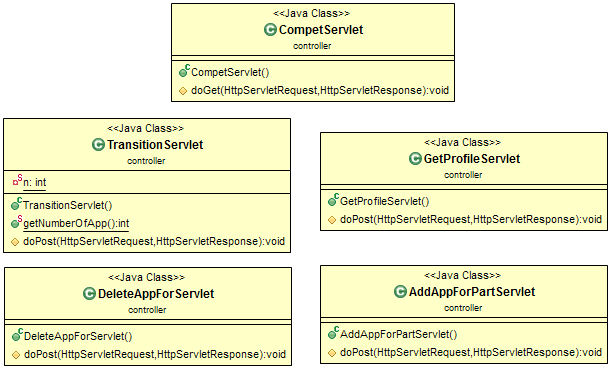 <<Java Class>>
CompetServlet
controller
CompetServlet()
doGet(HttpServletRequest,HttpServletResponse):void
<<Java Class>>
TransitionServlet
controller
n: int
TransitionServlet()
getNumberOfApp():int
doPost(HttpServletRequest,HttpServletResponse):void
<<Java Class>>
GetProfileServlet
controller
GetProfileServlet()
doPost(HttpServletRequest,HttpServletResponse):void
<<Java Class>>
DeleteAppForServlet
controller
DeleteAppForServlet()
doPost(HttpServletRequest,HttpServletResponse):void
<<Java Class>>
AddAppForPartServlet
controller
AddAppForPartServlet()
doPost(HttpServletRequest,HttpServletResponse):void